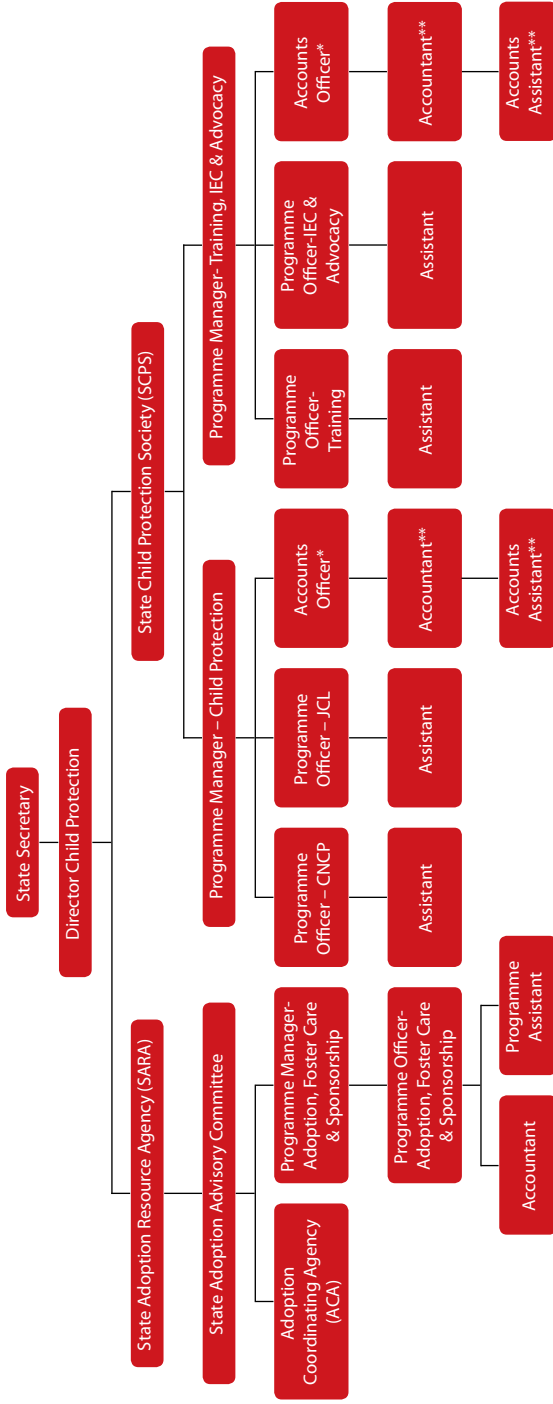 State Secretary
Director Child Protection
State Adoption Resource Agency (SARA)
State Child Protection Society (SCPS)
State Adoption Advisory Committee
Programme Manager – Child Protection
Programme Manager- Training, IEC & Advocacy
Adoption
Coordinating Agency
(ACA)
Programme Manager-
Adoption, Foster Care
& Sponsorship
Programme
Officer – CNCP
Programme
Officer – JCL
Accounts
Officer*
Programme
Officer-
Training
Programme
Officer-IEC &
Advocacy
Accounts
Officer*
Programme Officer-
Adoption, Foster Care
& Sponsorship
Assistant
Assistant
Accountant**
Assistant
Assistant
Accountant**
Accountant
Programme
Assistant
Accounts
Assistant**
Accounts
Assistant**